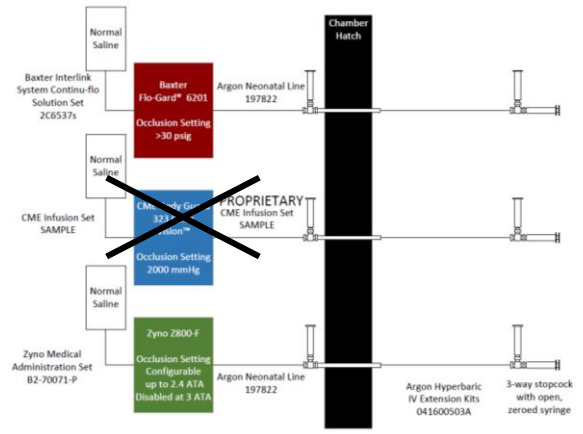 Normal
Saline
Chamber
Hatch
Baxter Interlink
System Continu-flo
Solution Set
2C6537s
Baxter
Flo-Gard® 6201
Occlusion Setting
>30 psig
Argon Neonatal Line
197822
Normal
Saline
CME Infusion Set
SAMPLE
CME Body Guard
323
Occlusion Setting
2000 mmHg
PROPRIETARY
CME Infusion Set
SAMPLE
Normal
Saline
Zyno Medical
Administration Set
B2-70071-P
Zyno Z800-F
Occlusion Setting
Configurable
up to 2.4 ATA
Disabled at 3 ATA
Argon Neonatal Line
197822
Argon Hyperbaric
IV Extension Kits
041600503A
3-way stopcock
with open,
zeroed syringe